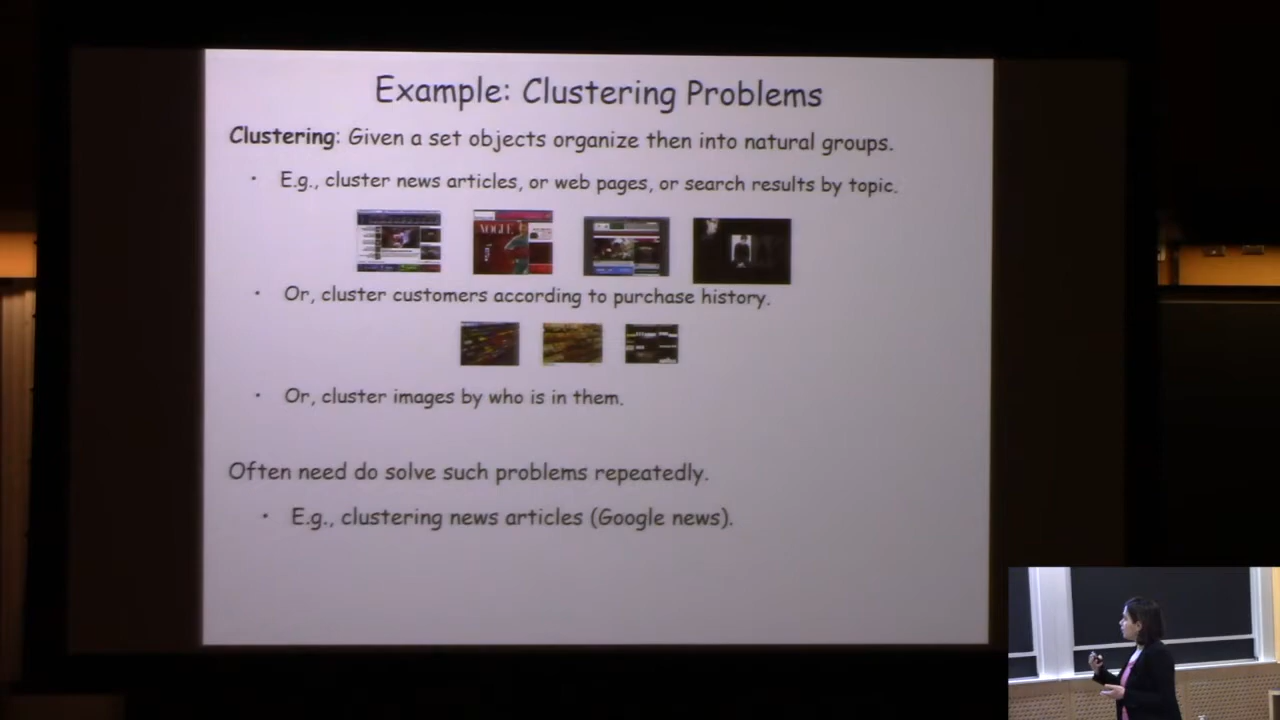 Example: Clustering Problems
Clustering: Given a set objects organize then into natural groups.
• E.g., cluster news articles, or web pages, or search results by topic.
VOGUE
• Or, cluster customers according to purchase history.
• Or, cluster images by who is in them.
Often need do solve such problems repeatedly.
• E.g., clustering news articles (Google news).